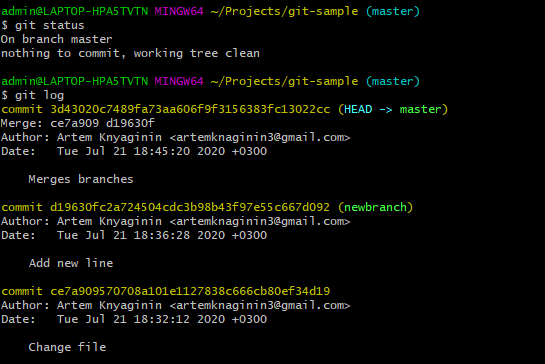 admin@LAPTOP-HPA5TVTN MINGW64 ~/Projects/git-sample (master)
$ git status
On branch master
nothing to commit, working tree clean
admin@LAPTOP-HPA5TVTN MINGW64 ~/Projects/git-sample (master)
$ git log
commit 3d43020c7489fa73aa606f9f3156383fc13022cc (HEAD -> master)
Merge: ce7a909 d19630f
Author: Artem Knyaginin <artemknaginin3@gmail.com>
Date:   Tue Jul 21 18:45:20 2020 +0300
Merges branches
commit d19630fc2a724504cdc3b98b43f97e55c667d092 (newbranch)
Author: Artem Knyaginin <artemknaginin3@gmail.com>
Date:   Tue Jul 21 18:36:28 2020 +0300
Add new line
commit ce7a909570708a101e1127838c666cb80ef34d19
Author: Artem Knyaginin <artemknaginin3@gmail.com>
Date:   Tue Jul 21 18:32:12 2020 +0300
Change file